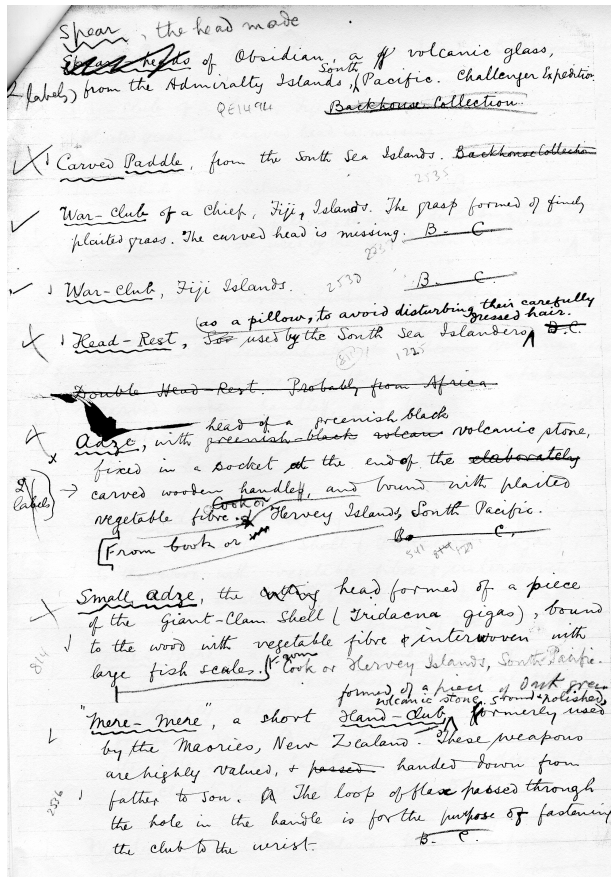 Spear, the head made
of Obsidian, a volcanic glass,
2 labels) from the Admiralty Islands, South Pacific. Challenger Expedition
QE1494 Backhouse Collection.
Carved Paddle, from the South Sea Islands. Backhouse Collection
2535
War-Club of a Chief, Fiji Islands. The grasp formed of finely
plaited grass. The carved head is missing. B. C.
War-Club, Fiji Islands. 2530 B. C.
(as a pillow, to avoid disturbing their carefully
dressed hair.
Head-Rest, used by the South Sea Islanders B.C.
1225
Double Head-Rest. Probably from Africa
head of a greenish black
Adze, with greenish-black volcanic stone,
fixed in a socket at the end of the elaborately
2 labels) → carved wooden handle, and bound with plaited
Cook or
vegetable fibre. Hervey Islands, South Pacific.
[From Cook or B. C.
541
Small adze, the cutting head formed of a piece
of the Giant-Clam Shell (Tridacna gigas), bound
to the wood with vegetable fibre & interwoven with
814
large fish scales. [From Cook or Hervey Islands, South Pacific.
formed of a piece of Dark green
volcanic stone, ground & polished,
"Mere-Mere", a short Hand-Club, formerly used
by the Maories, New Zealand. These weapons
are highly valued, & passed handed down from
2536
father to son. The loop of flax passed through
the hole in the handle is for the purpose of fastening
the club to the wrist. B. C.